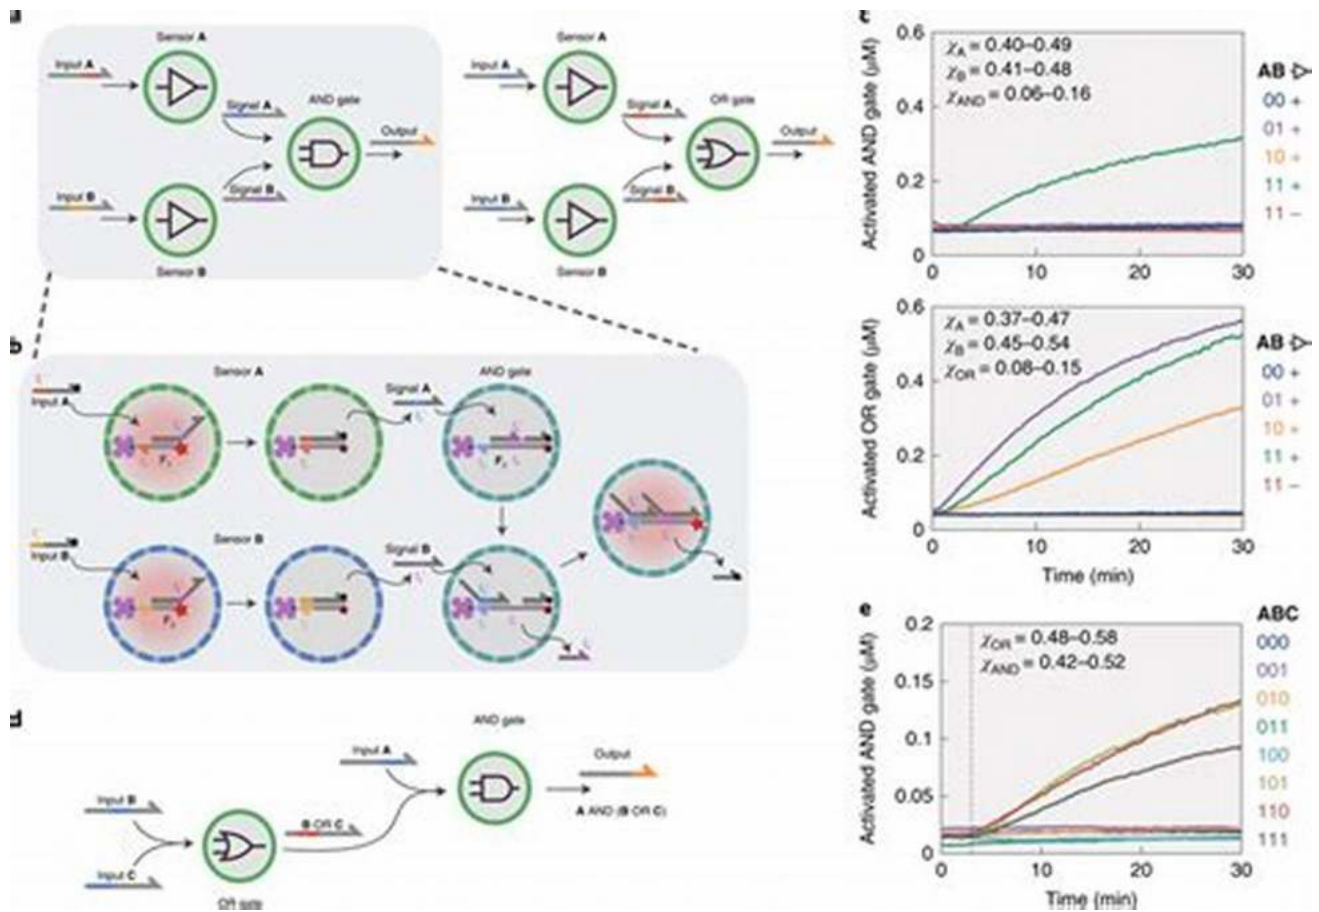 a
Sensor A
Input A
Signal A
AND gate
Output
Input B
Signal B
Sensor B
Sensor A
Input A
Signal A
OR gate
Output
Input B
Signal B
Sensor B
c
Activated AND gate (μM)
0.6
0.4
0.2
0
χA = 0.40–0.49
χB = 0.41–0.48
χAND = 0.06–0.16
0 10 20 30
AB
00 +
01 +
10 +
11 +
11 –
Activated OR gate (μM)
0.6
0.4
0.2
0
χA = 0.37–0.47
χB = 0.45–0.54
χOR = 0.08–0.15
0 10 20 30
Time (min)
AB
00 +
01 +
10 +
11 +
11 –
b
Sensor A
Input A
Signal A
AND gate
Sensor B
Input B
Signal B
d
AND gate
Input A
Output
A AND (B OR C)
Input B
B OR C
Input C
OR gate
e
Activated AND gate (μM)
0.2
0.15
0.1
0.05
0
χOR = 0.48–0.58
χAND = 0.42–0.52
0 10 20 30
Time (min)
ABC
000
001
010
011
100
101
110
111